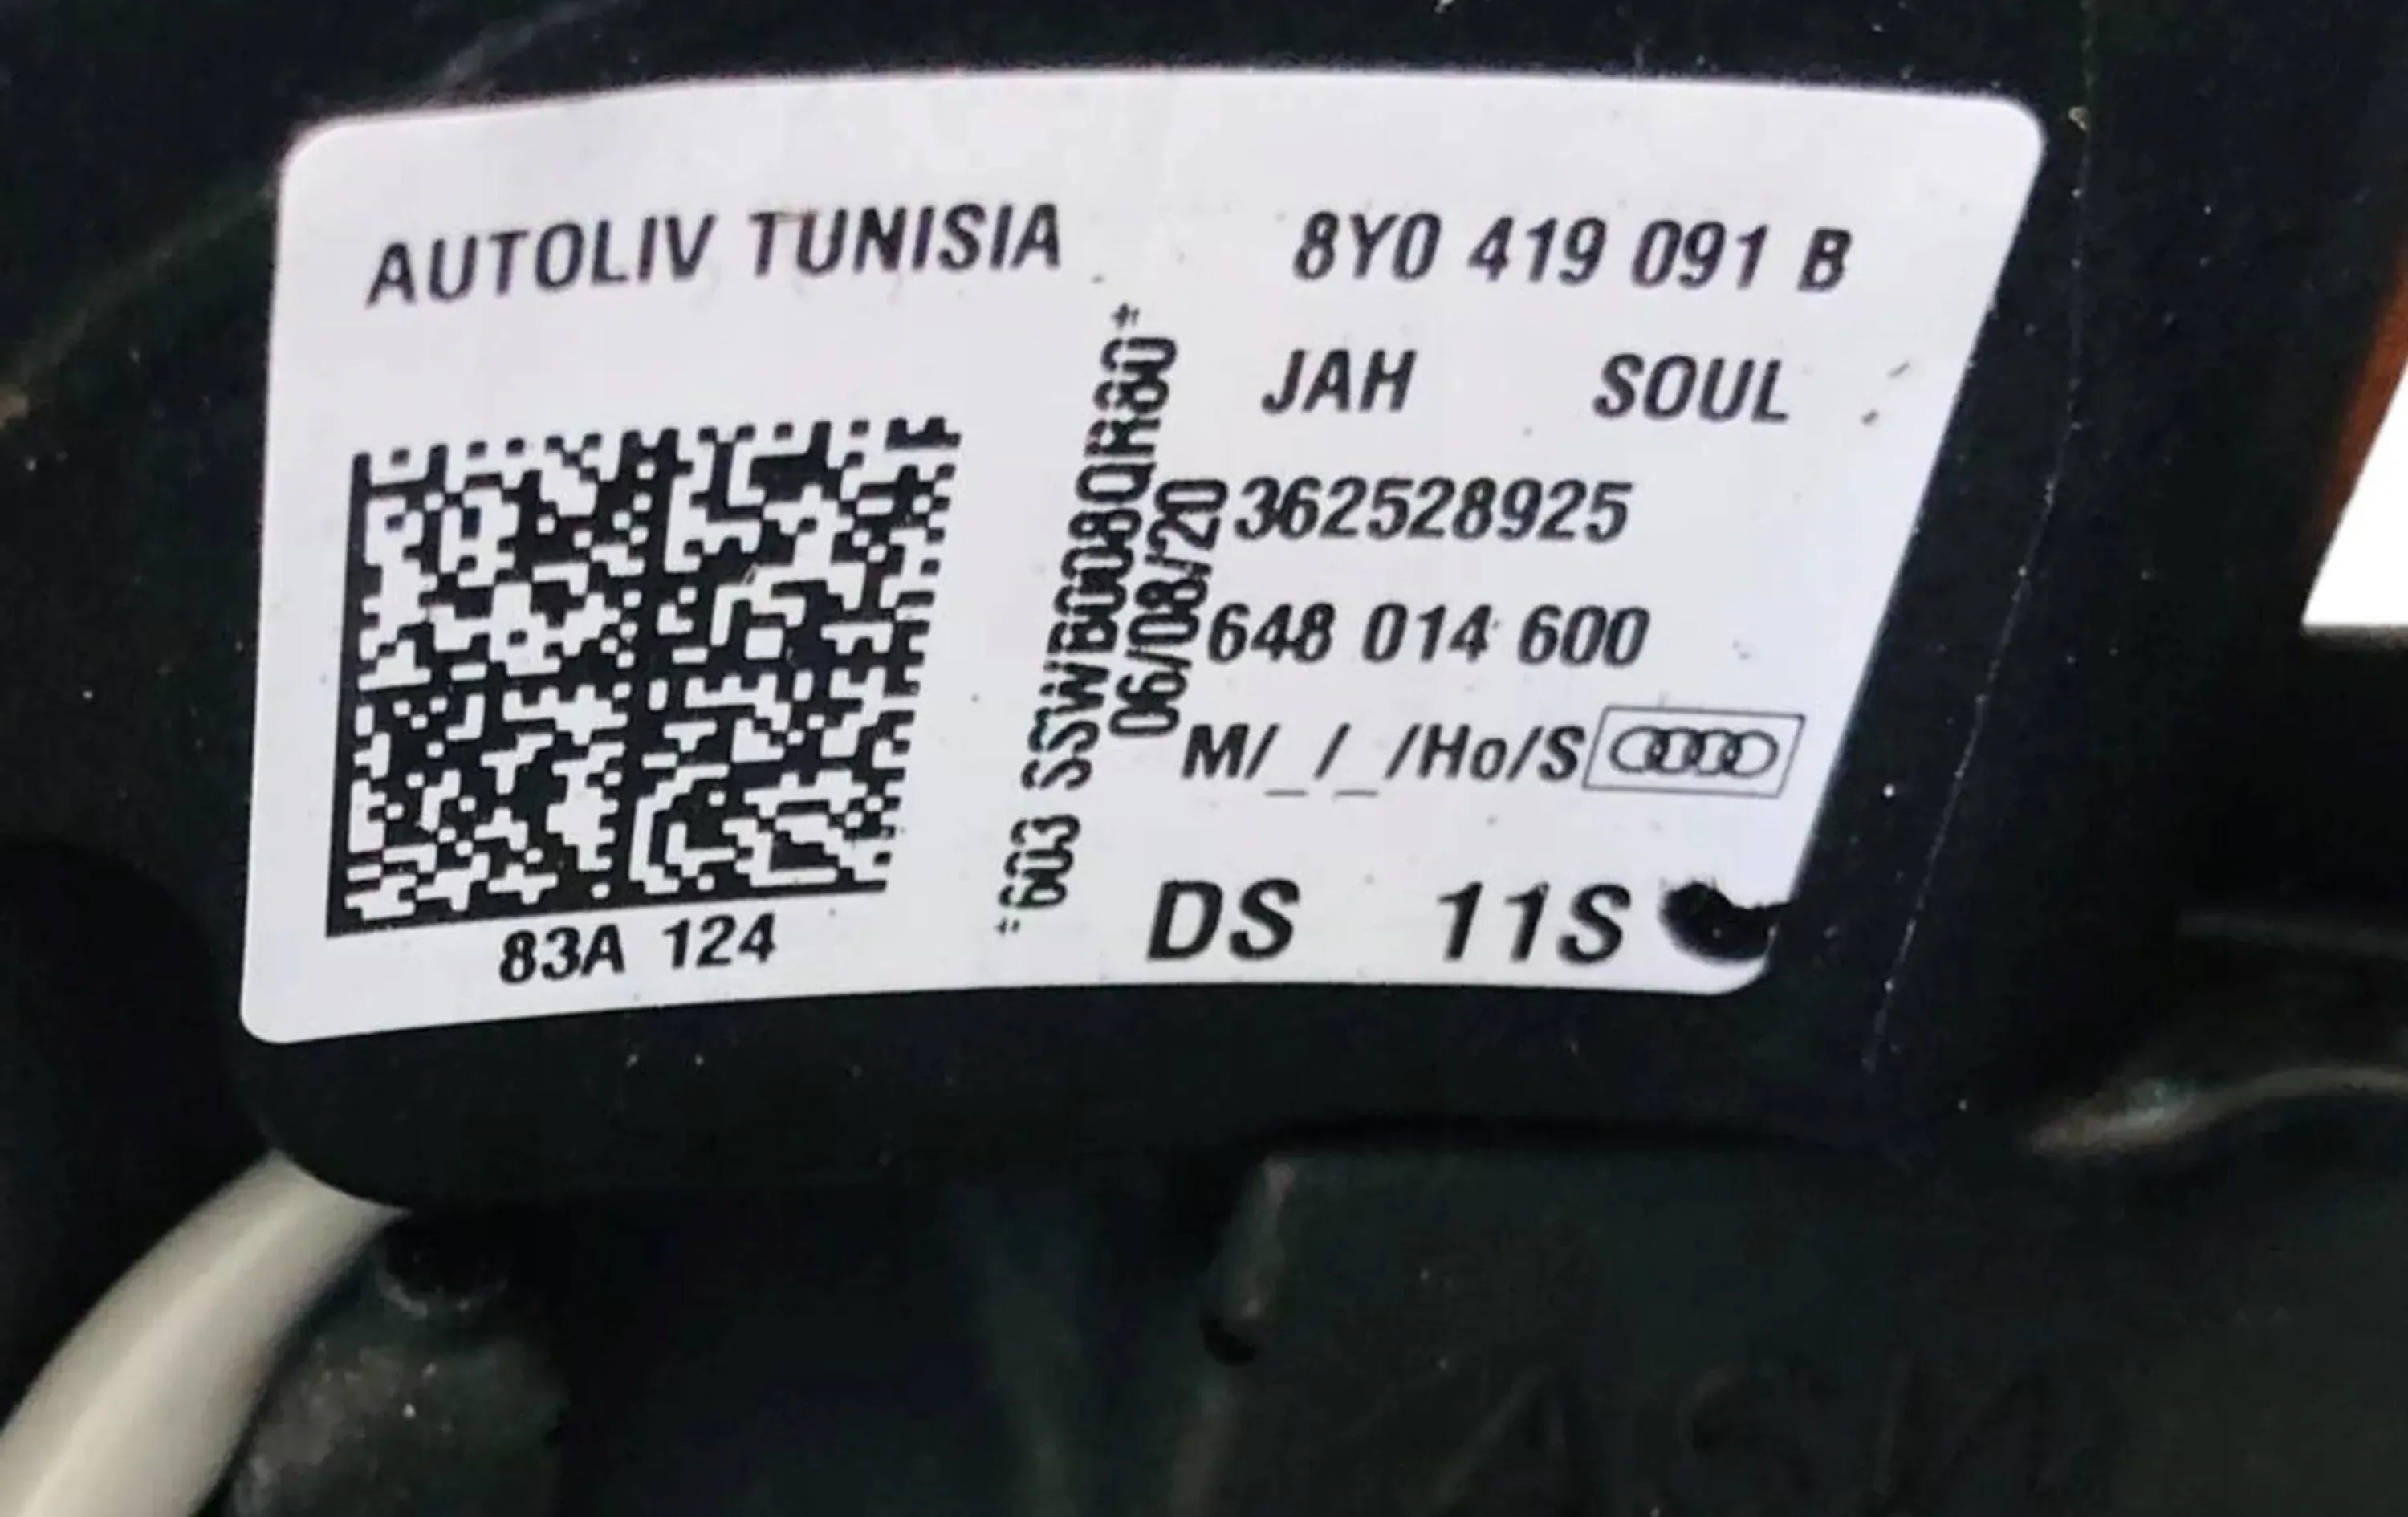 AUTOLIV TUNISIA
8Y0 419 091 B
JAH SOUL
362528925
648 014 600
M/_/_/Ho/S
DS 11S
*603 SSWB008QR80*
06/08/20
83A 124